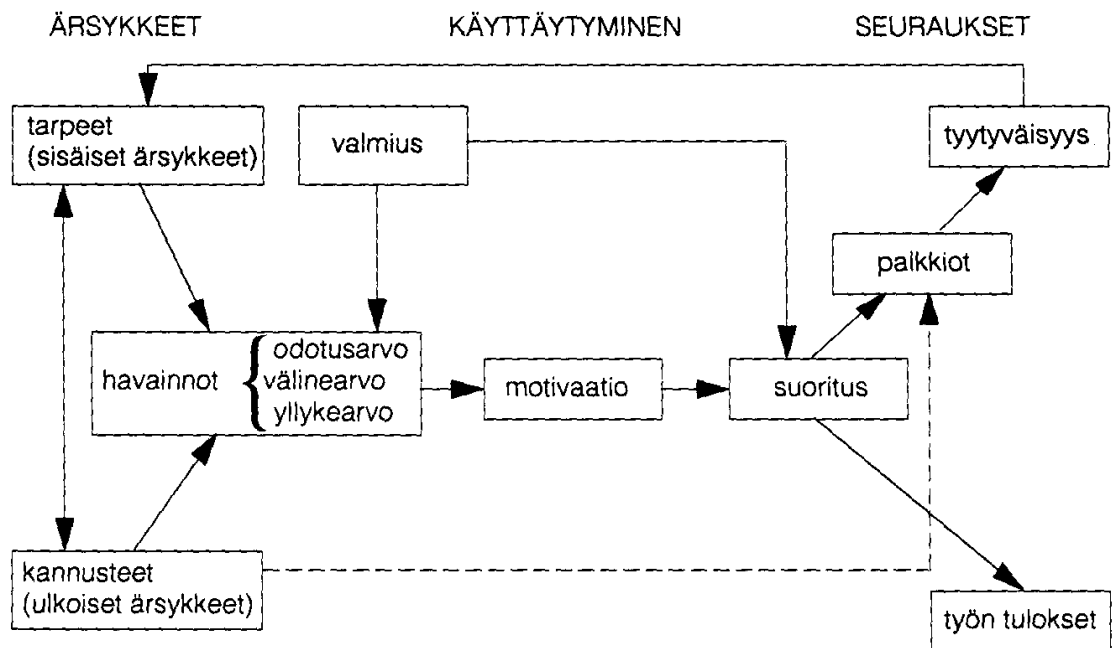 ÄRSYKKEET KÄYTTÄYTYMINEN SEURAUKSET
tarpeet
(sisäiset ärsykkeet)
valmius
tyytyväisyys
palkkiot
havainnot
odotusarvo
välinearvo
yllykearvo
motivaatio
suoritus
kannusteet
(ulkoiset ärsykkeet)
työn tulokset